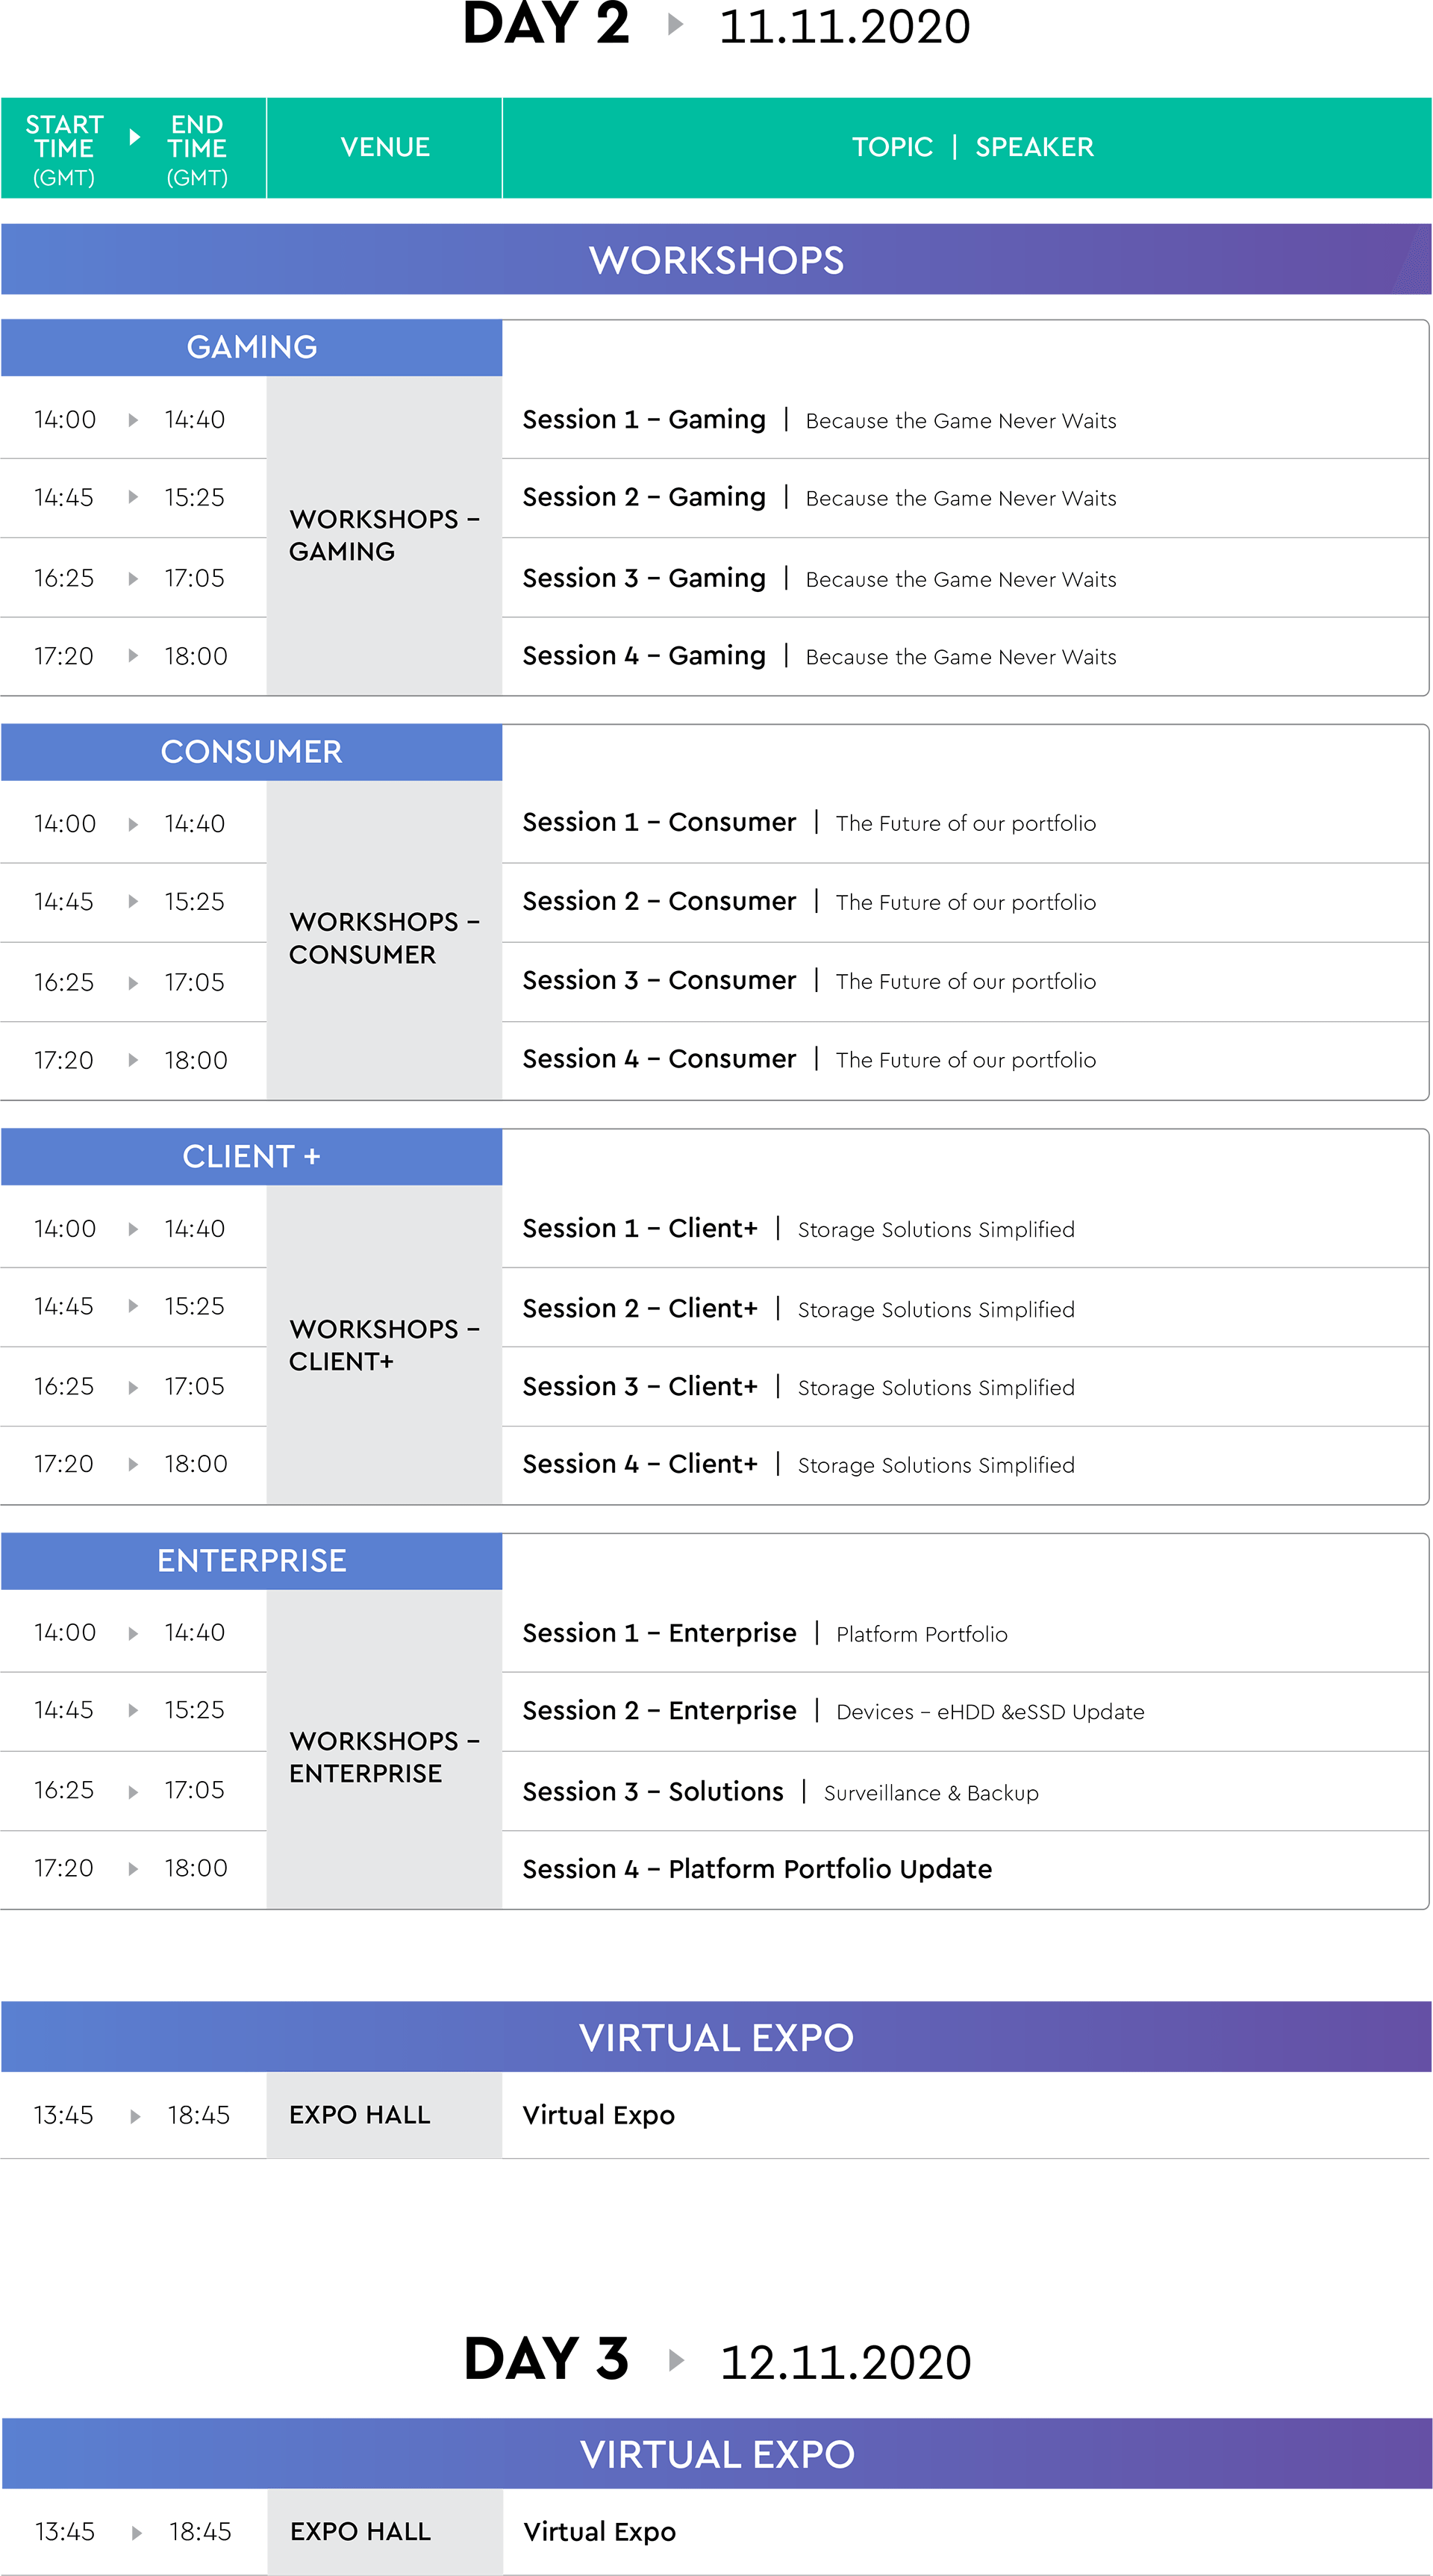 DAY 2 11.11.2020
START TIME (GMT) END TIME (GMT) VENUE TOPIC | SPEAKER
WORKSHOPS
GAMING
14:00 14:40 Session 1 – Gaming | Because the Game Never Waits
14:45 15:25 Session 2 – Gaming | Because the Game Never Waits
WORKSHOPS –
GAMING
16:25 17:05 Session 3 – Gaming | Because the Game Never Waits
17:20 18:00 Session 4 – Gaming | Because the Game Never Waits
CONSUMER
14:00 14:40 Session 1 – Consumer | The Future of our portfolio
14:45 15:25 Session 2 – Consumer | The Future of our portfolio
WORKSHOPS –
CONSUMER
16:25 17:05 Session 3 – Consumer | The Future of our portfolio
17:20 18:00 Session 4 – Consumer | The Future of our portfolio
CLIENT +
14:00 14:40 Session 1 – Client+ | Storage Solutions Simplified
14:45 15:25 Session 2 – Client+ | Storage Solutions Simplified
WORKSHOPS –
CLIENT+
16:25 17:05 Session 3 – Client+ | Storage Solutions Simplified
17:20 18:00 Session 4 – Client+ | Storage Solutions Simplified
ENTERPRISE
14:00 14:40 Session 1 – Enterprise | Platform Portfolio
14:45 15:25 Session 2 – Enterprise | Devices – eHDD &eSSD Update
WORKSHOPS –
ENTERPRISE
16:25 17:05 Session 3 – Solutions | Surveillance & Backup
17:20 18:00 Session 4 – Platform Portfolio Update
VIRTUAL EXPO
13:45 18:45 EXPO HALL Virtual Expo
DAY 3 12.11.2020
VIRTUAL EXPO
13:45 18:45 EXPO HALL Virtual Expo